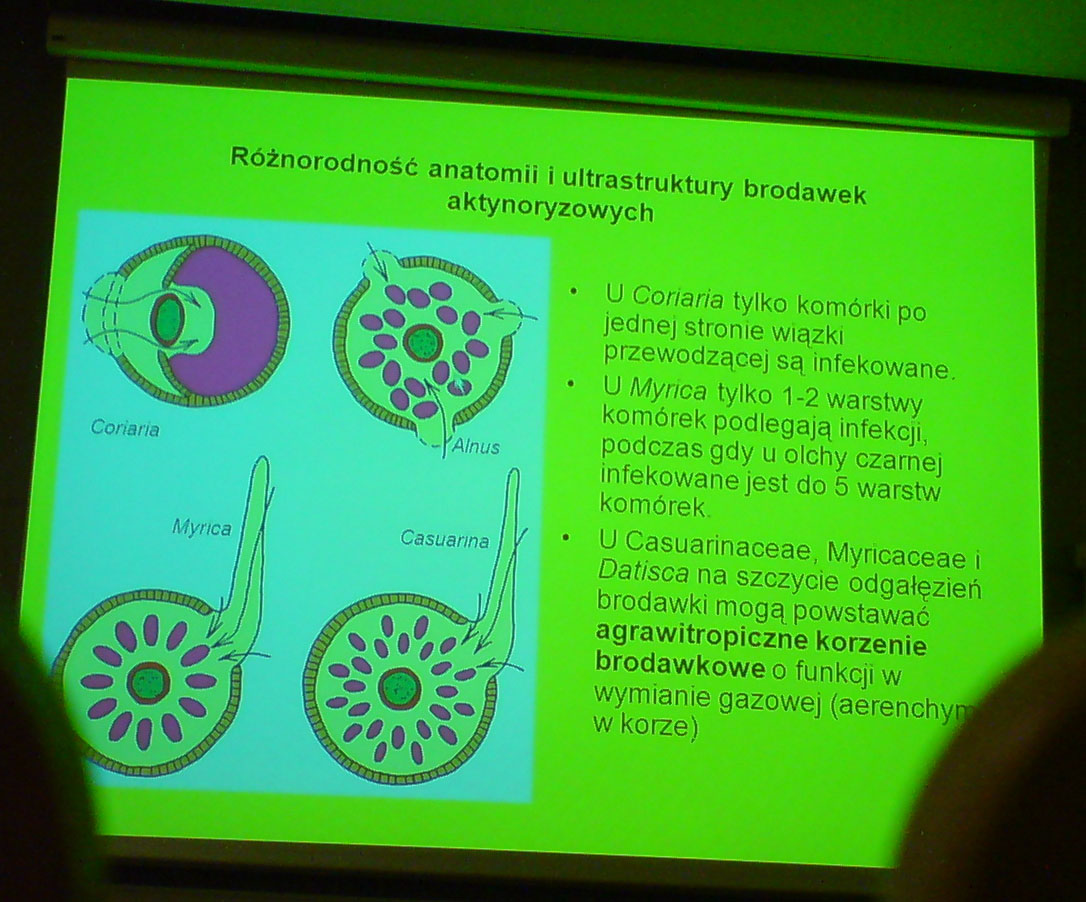 Różnorodność anatomii i ultrastruktury brodawek
aktynoryzowych
Coriaria
Alnus
Myrica
Casuarina
• U Coriaria tylko komórki po
jednej stronie wiązki
przewodzącej są infekowane.
• U Myrica tylko 1-2 warstwy
komórek podlegają infekcji,
podczas gdy u olchy czarnej
infekowane jest do 5 warstw
komórek.
• U Casuarinaceae, Myricaceae i
Datisca na szczycie odgałęzień
brodawki mogą powstawać
agrawitropiczne korzenie
brodawkowe o funkcji w
wymianie gazowej (aerenchym
w korze)